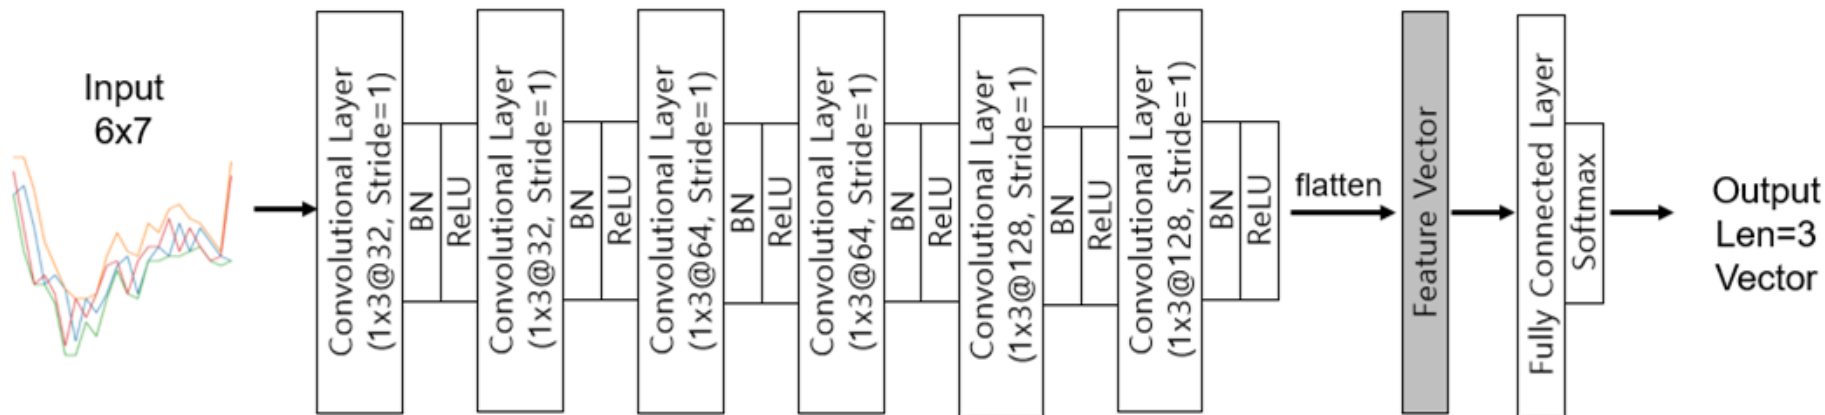 Input
6x7
Convolutional Layer
(1x3@32, Stride=1)
BN
ReLU
Convolutional Layer
(1x3@32, Stride=1)
BN
ReLU
Convolutional Layer
(1x3@64, Stride=1)
BN
ReLU
Convolutional Layer
(1x3@64, Stride=1)
BN
ReLU
Convolutional Layer
(1x3@128, Stride=1)
BN
ReLU
Convolutional Layer
(1x3@128, Stride=1)
BN
ReLU
flatten
Feature Vector
Fully Connected Layer
Softmax
Output
Len=3
Vector